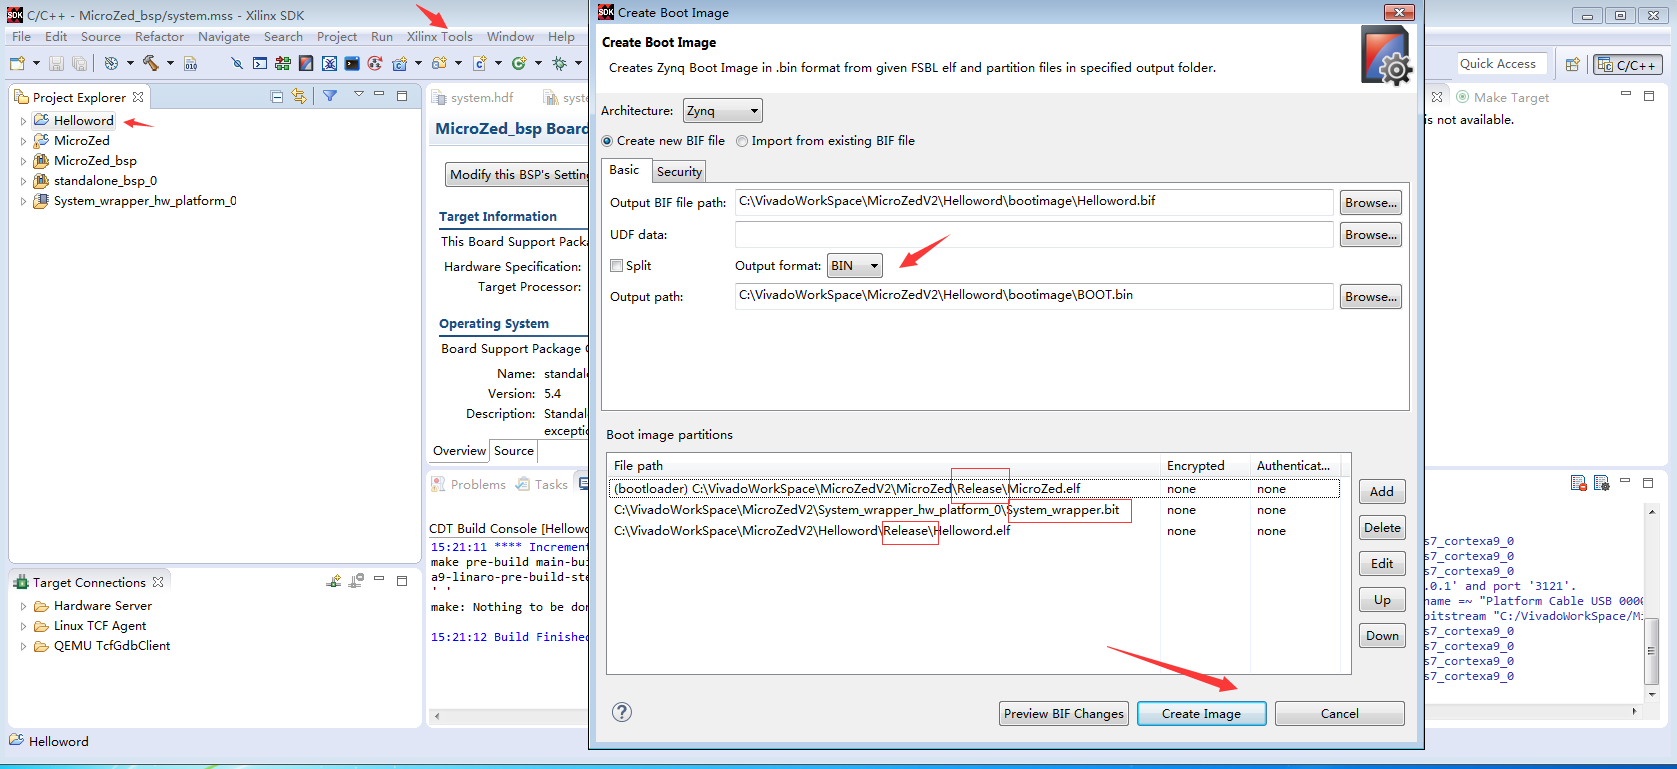 C/C++ - MicroZed_bsp/system.mss - Xilinx SDK
File Edit Source Refactor Navigate Search Project Run Xilinx Tools Window Help
Quick Access
C/C++
Project Explorer
Helloword
MicroZed
MicroZed_bsp
standalone_bsp_0
System_wrapper_hw_platform_0
Target Connections
Hardware Server
Linux TCF Agent
QEMU TcfGdbClient
Helloword
system.hdf
MicroZed_bsp Board
Modify this BSP's Settin
Target Information
This Board Support Packa
Hardware Specification:
Target Processor:
Operating System
Board Support Package
Name: standal
Version: 5.4
Description: Standal
exceptio
Overview Source
Problems Tasks
CDT Build Console [Hellowo
15:21:11 **** Increment
make pre-build main-bui
a9-linaro-pre-build-ste
' '
make: Nothing to be don
15:21:12 Build Finished
SDK Create Boot Image
Create Boot Image
Creates Zynq Boot Image in .bin format from given FSBL elf and partition files in specified output folder.
Architecture: Zynq
Create new BIF file Import from existing BIF file
Basic Security
Output BIF file path: C:\VivadoWorkSpace\MicroZedV2\Helloword\bootimage\Helloword.bif Browse...
UDF data: Browse...
Split Output format: BIN
Output path: C:\VivadoWorkSpace\MicroZedV2\Helloword\bootimage\BOOT.bin Browse...
Boot image partitions
File path Encrypted Authenticat...
(bootloader) C:\VivadoWorkSpace\MicroZedV2\MicroZed\Release\MicroZed.elf none none
C:\VivadoWorkSpace\MicroZedV2\System_wrapper_hw_platform_0\System_wrapper.bit none none
C:\VivadoWorkSpace\MicroZedV2\Helloword\Release\Helloword.elf none none
Add
Delete
Edit
Up
Down
Preview BIF Changes Create Image Cancel
Make Target
is not available.
s7_cortexa9_0
s7_cortexa9_0
s7_cortexa9_0
.0.1' and port '3121'.
name =~ "Platform Cable USB 0000
bitstream "C:/VivadoWorkSpace/Mi
s7_cortexa9_0
s7_cortexa9_0
s7_cortexa9_0
s7_cortexa9_0